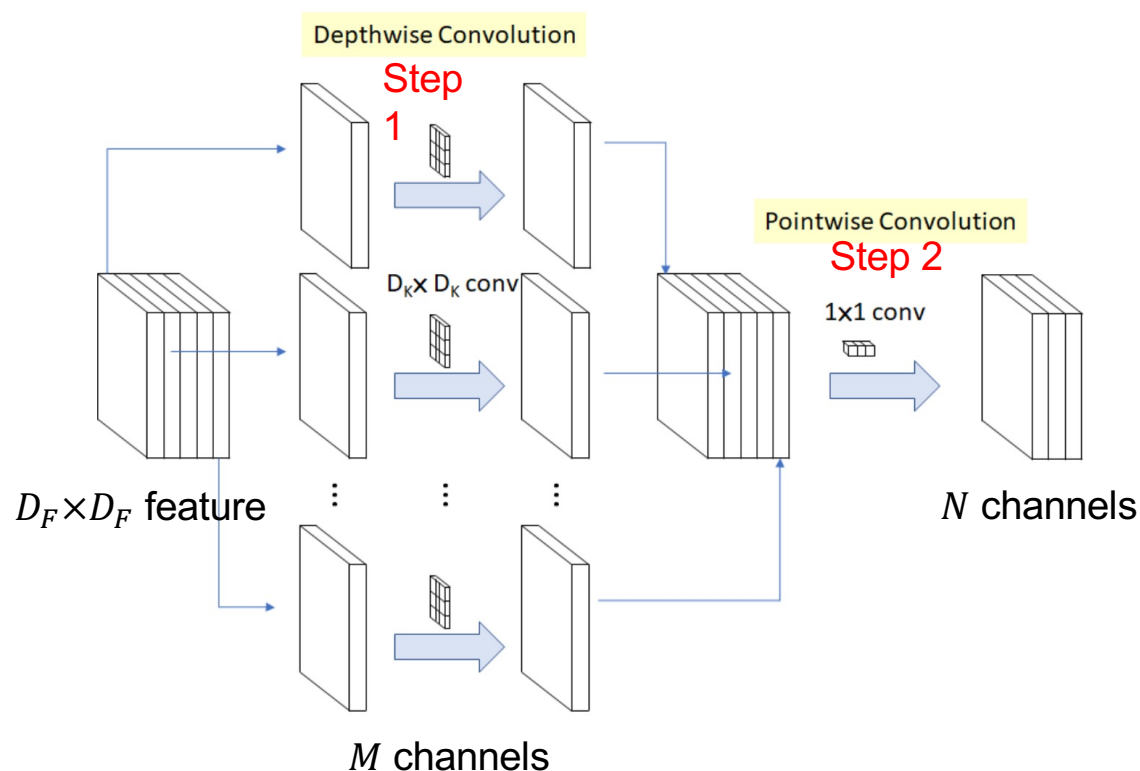 Depthwise Convolution
Step
1
Pointwise Convolution
Step 2
D_K x D_K conv
1x1 conv
⋮ ⋮ ⋮
D_F×D_F feature
N channels
M channels